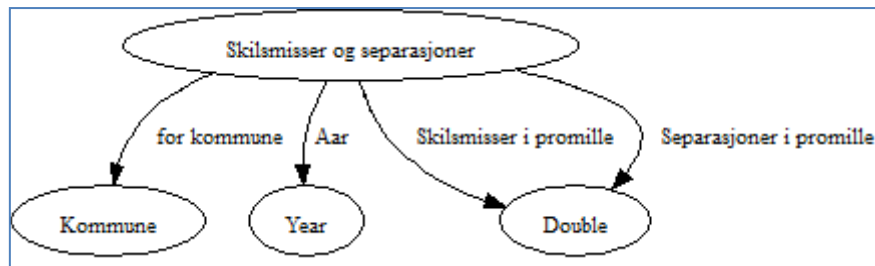 Skilsmisser og separasjoner
for kommune
Aar
Skilsmisser i promille
Separasjoner i promille
Kommune
Year
Double